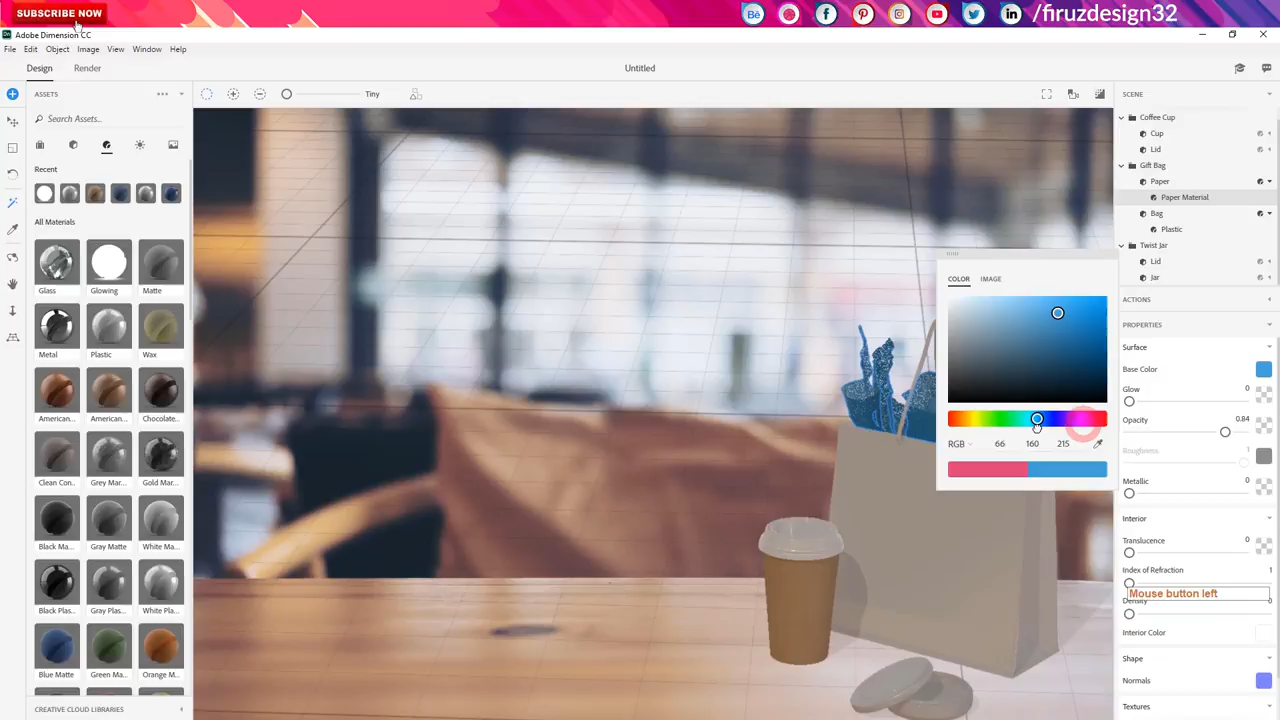 SUBSCRIBE NOW
/firuzdesign32
Adobe Dimension CC
File Edit Object Image View Window Help
Design Render
Untitled
ASSETS
Tiny
SCENE
Search Assets...
Recent
All Materials
Glass Glowing Matte
Metal Plastic Wax
American... American... Chocolate...
Clean Con... Grey Mar... Gold Mar...
Black Ma... Gray Matte White Ma...
Black Plas... Gray Plas... White Pla...
Blue Matte Green Ma... Orange M...
CREATIVE CLOUD LIBRARIES
COLOR IMAGE
RGB 66 160 215
Coffee Cup
Cup
Lid
Gift Bag
Paper
Paper Material
Bag
Plastic
Twist Jar
Lid
Jar
ACTIONS
PROPERTIES
Surface
Base Color
Glow 0
Opacity 0.84
Roughness 1
Metallic 0
Interior
Translucence 0
Index of Refraction 1
Mouse button left
Density 0
Interior Color
Shape
Normals
Textures